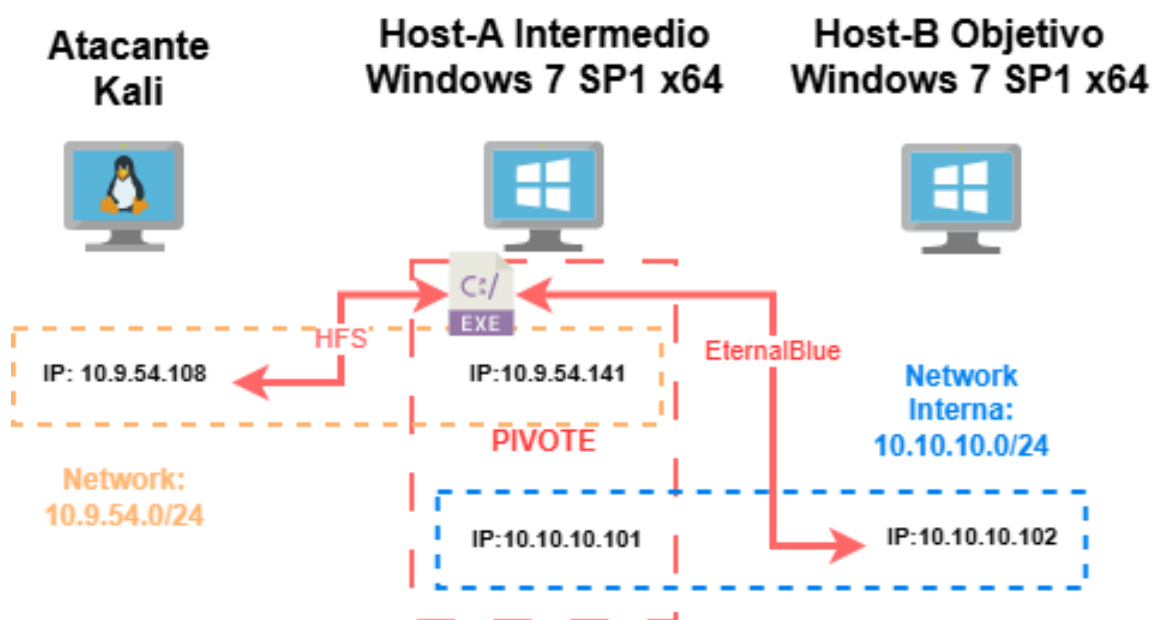 Atacante
Kali
Host-A Intermedio
Windows 7 SP1 x64
Host-B Objetivo
Windows 7 SP1 x64
C:/
EXE
HFS
EternalBlue
IP: 10.9.54.108
IP:10.9.54.141
Network
Interna:
10.10.10.0/24
PIVOTE
Network:
10.9.54.0/24
IP:10.10.10.101
IP:10.10.10.102